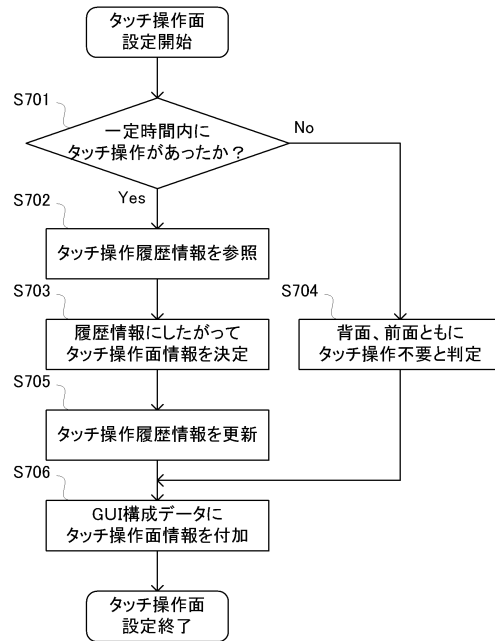 タッチ操作面
設定開始
S701
一定時間内に
タッチ操作があったか？
No
Yes
S702
タッチ操作履歴情報を参照
S703
履歴情報にしたがって
タッチ操作面情報を決定
S704
背面、前面ともに
タッチ操作不要と判定
S705
タッチ操作履歴情報を更新
S706
GUI構成データに
タッチ操作面情報を付加
タッチ操作面
設定終了